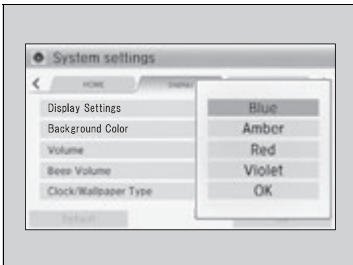 System settings
HOME
Display Settings
Background Color
Volume
Beep Volume
Clock/Wallpaper Type
Default
Blue
Amber
Red
Violet
OK